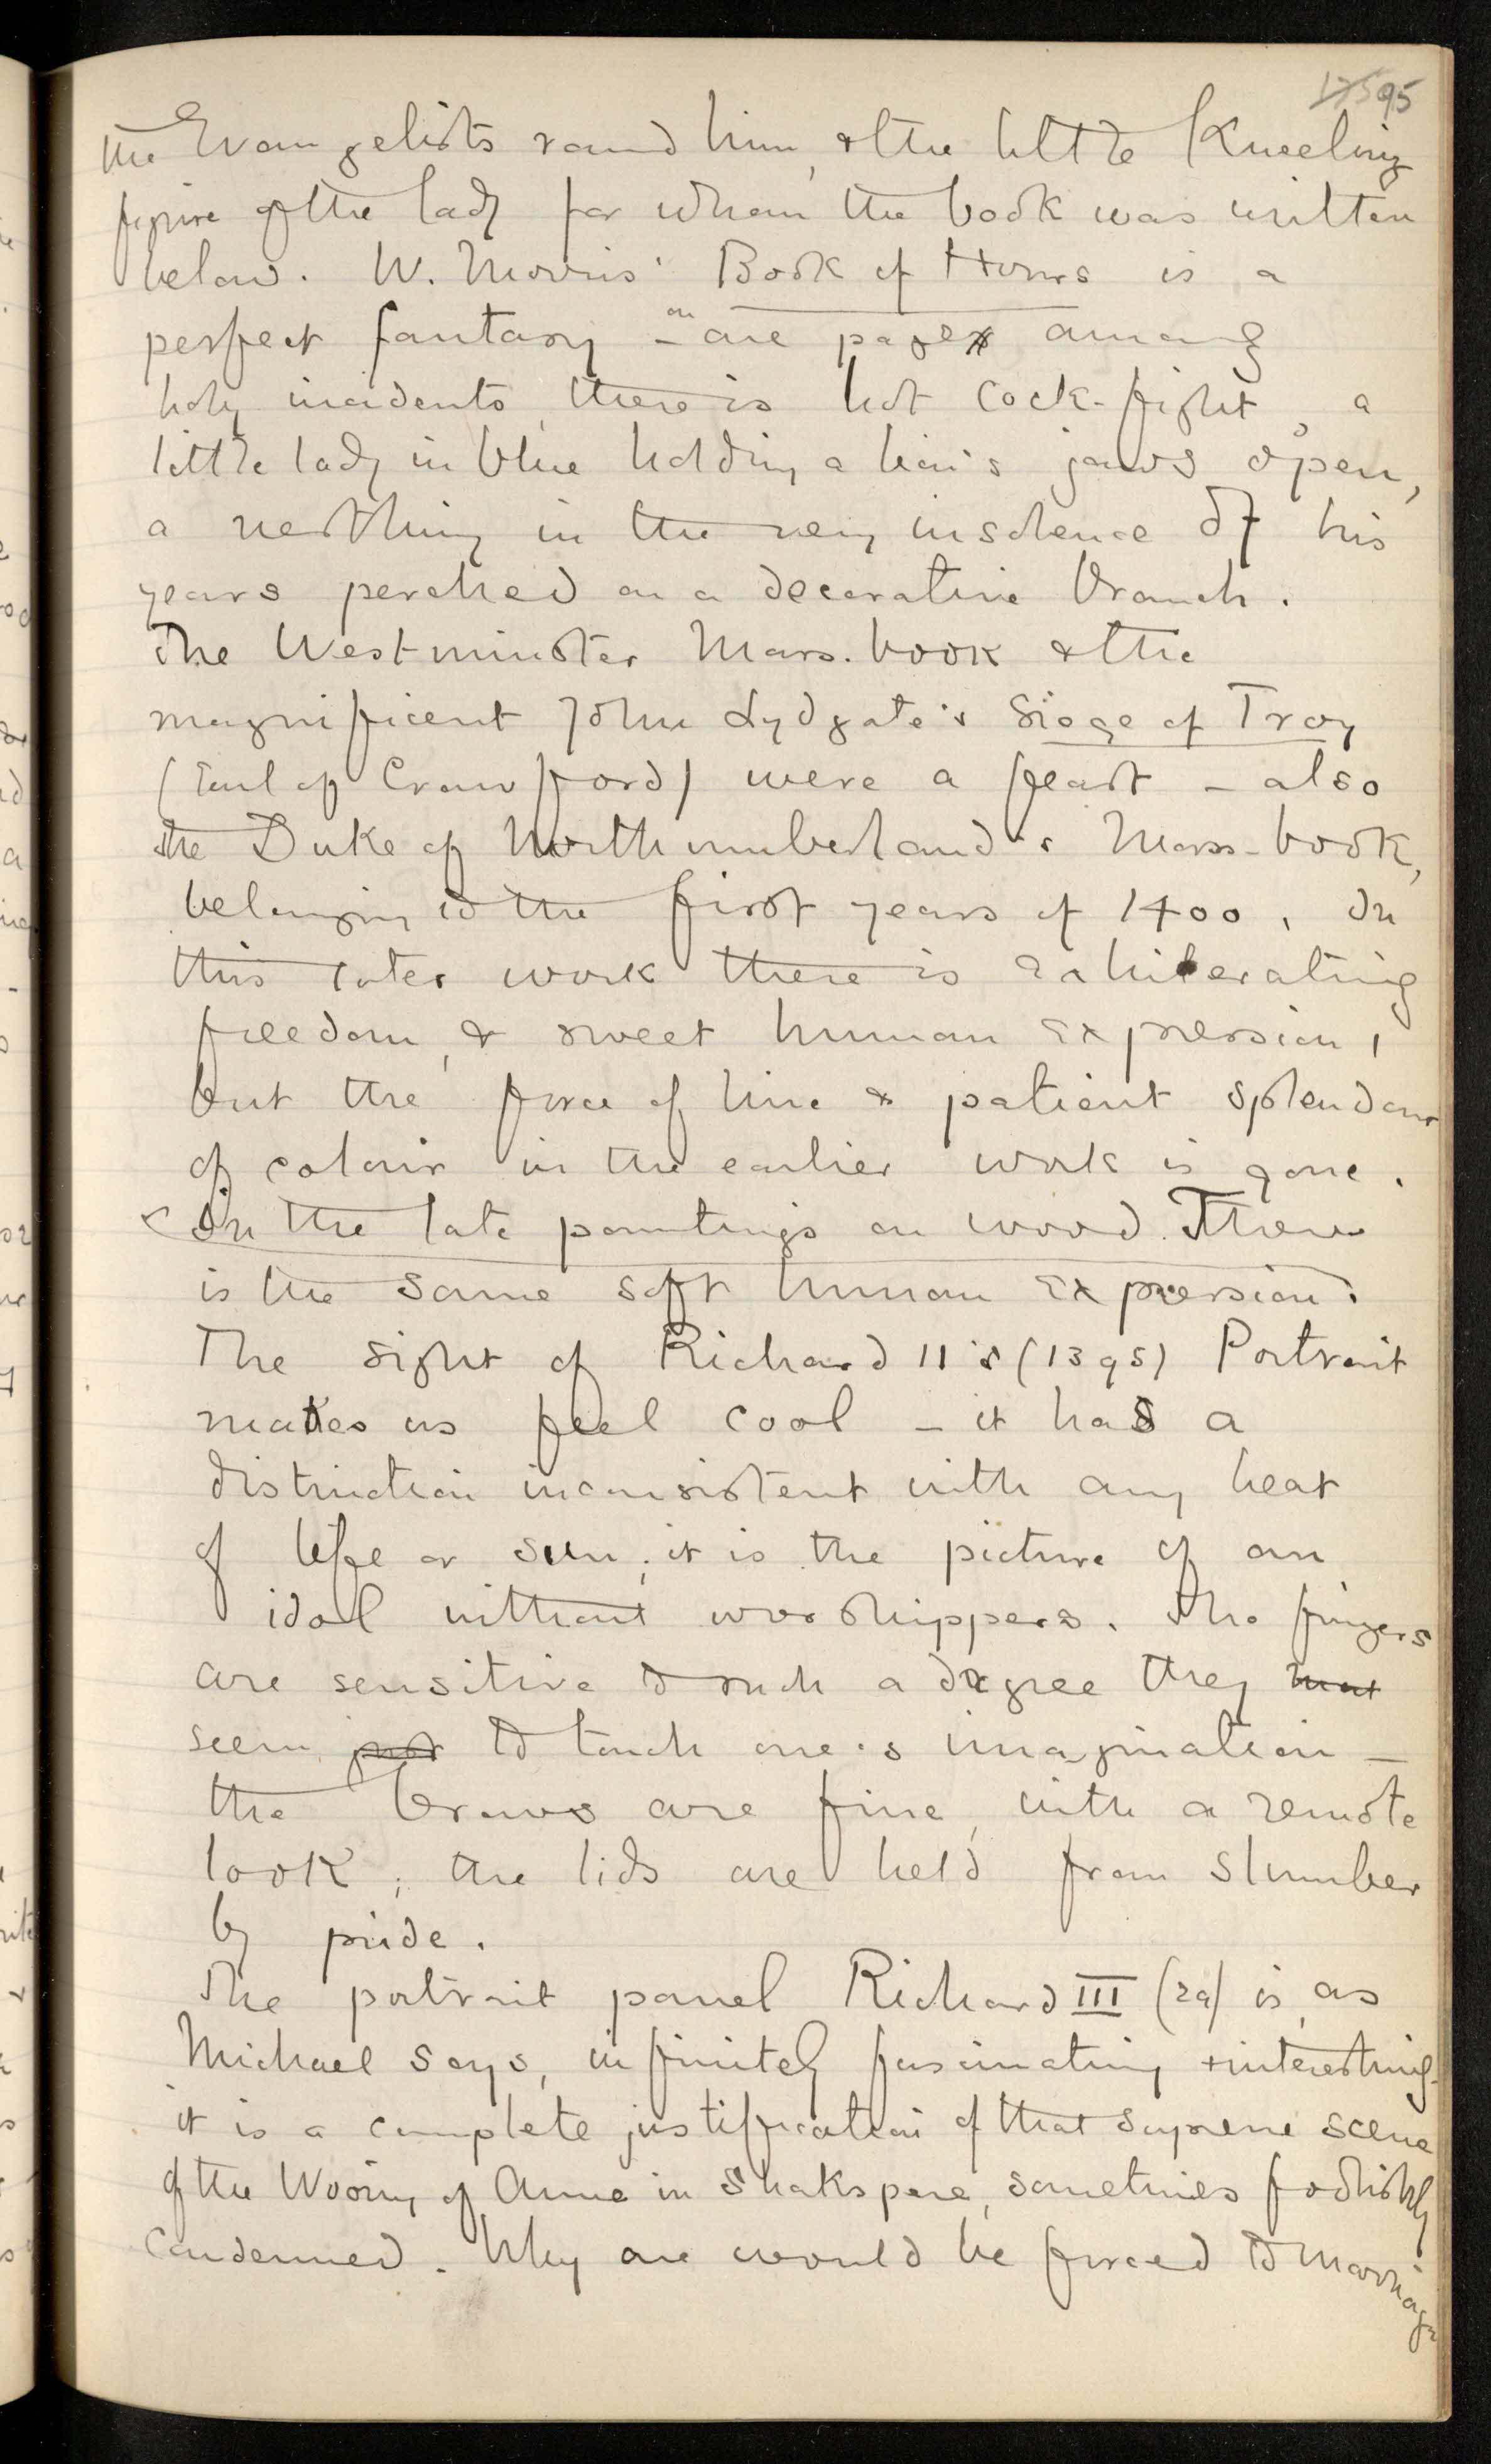 95
the Evangelists round him, & the little kneeling
figure of the lady for whom the book was written
below. W. Morris' Book of Hours is a
perfect fantasy – on one page among
holy incidents, there is hot cock-fight, a
little lady in blue holding a lion's jaws open,
a nestling in the very insolence of his
years perched on a decorative branch.
The Westminster Mass-book & the
magnificent John Lydgate's Siege of Troy
(Earl of Crawford) were a feast – also
the Duke of Northumberland's Mass-book,
belonging to the first years of 1400. In
this later work there is exhilerating
freedom, & sweet human expression,
but the force of line & patient splendour
of colour in the earlier work is gone.
In the late paintings on wood. There
is the same soft human expression.
The sight of Richard II's (1395) Portrait
makes us feel cool – it has a
distinction inconsistent with any heat
of life or sun; it is the picture of an
idol without worshippers. The fingers
are sensitive to such a degree they
seem to touch one's imagination –
the brows are fine, with a remote
look; the lids are held from slumber
by pride.
The portrait panel Richard III (29) is, as
Michael says, infinitely fascinating & interesting–
it is a complete justification of that supreme scene
of the Wooing of Anne in Shakspere, sometimes foolishly
condemned. Why one would be forced to marriage